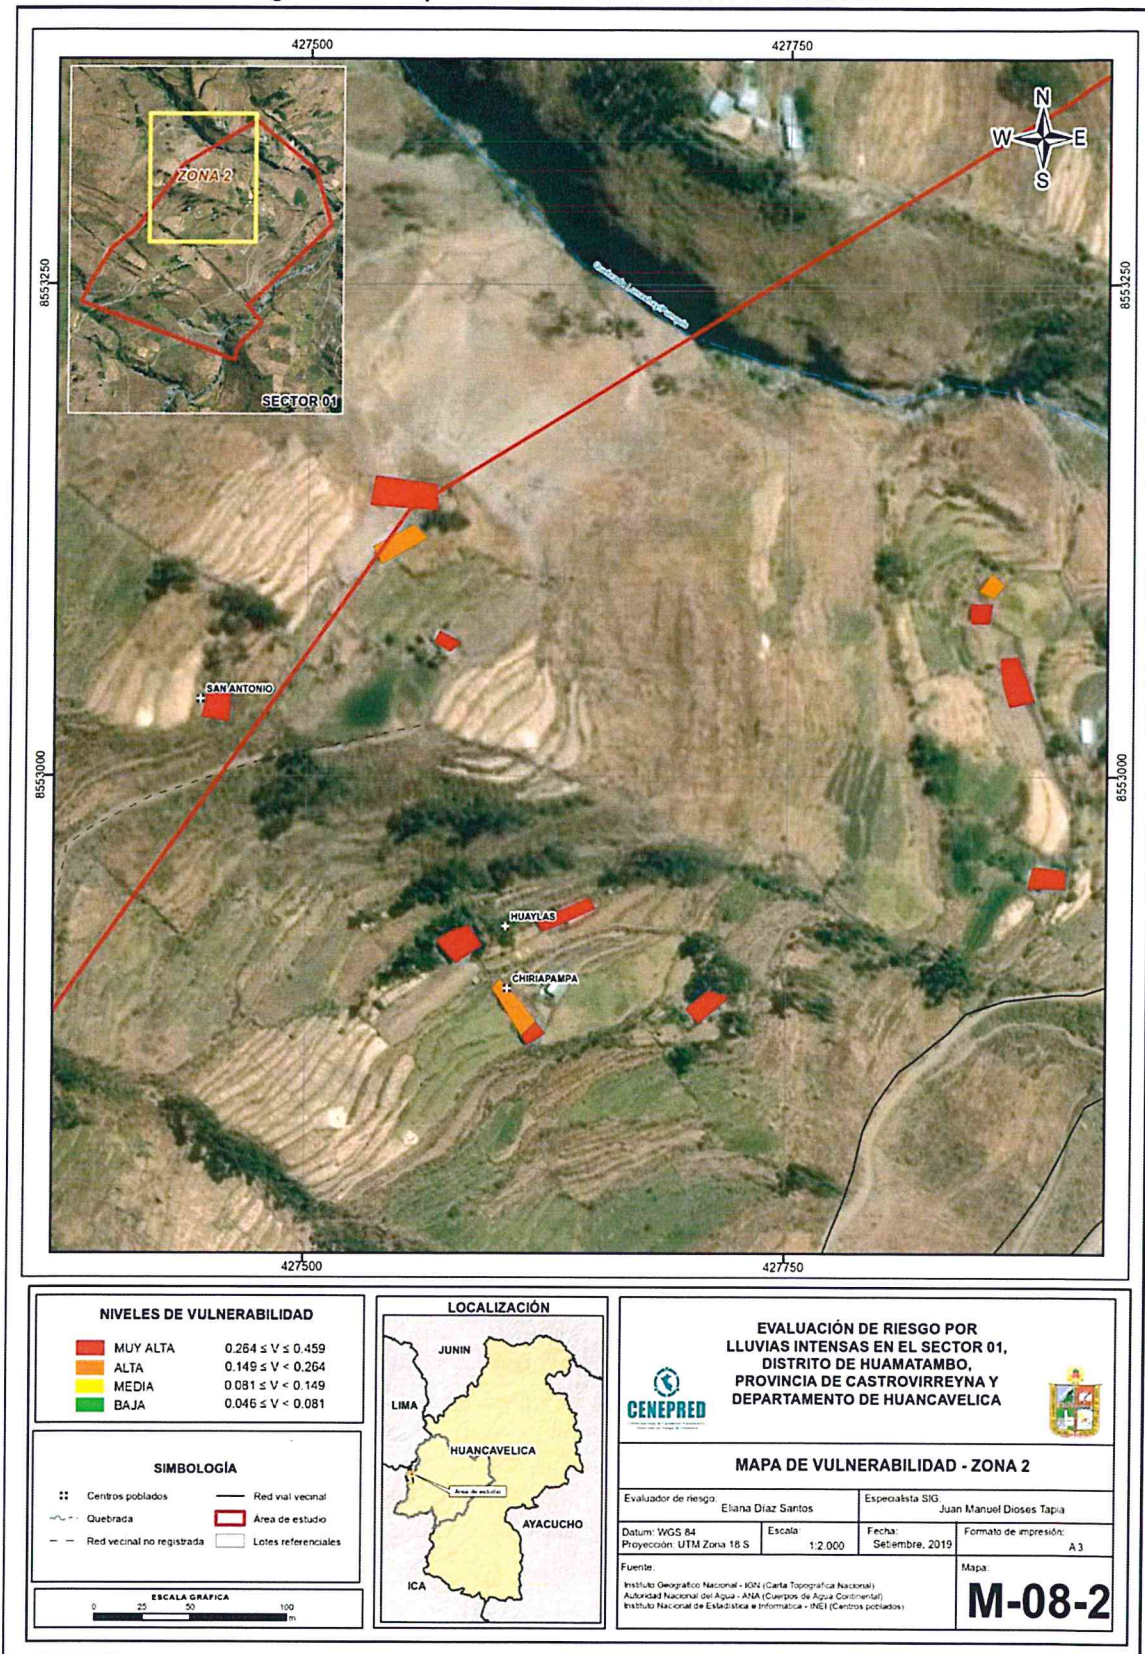 427500
427750
N
W E
S
ZONA-2
SECTOR 01
8553250
8553250
SAN ANTONIO
8553000
8553000
HUAYLAS
CHIRIAPAMPA
427500
427750
NIVELES DE VULNERABILIDAD
MUY ALTA 0.264 ≤ V ≤ 0.459
ALTA 0.149 ≤ V < 0.264
MEDIA 0.081 ≤ V < 0.149
BAJA 0.046 ≤ V < 0.081
SIMBOLOGÍA
Centros poblados
Red vial vecinal
Quebrada
Área de estudio
Red vecinal no registrada
Lotes referenciales
ESCALA GRÁFICA
0 25 50 100
m
LOCALIZACIÓN
JUNIN
LIMA
HUANCAVELICA
Área de estudio
AYACUCHO
ICA
CENEPRED
EVALUACIÓN DE RIESGO POR
LLUVIAS INTENSAS EN EL SECTOR 01,
DISTRITO DE HUAMATAMBO,
PROVINCIA DE CASTROVIRREYNA Y
DEPARTAMENTO DE HUANCAVELICA
MAPA DE VULNERABILIDAD - ZONA 2
Evaluador de riesgo:
Eliana Díaz Santos
Especialista SIG:
Juan Manuel Dioses Tapia
Datum: WGS 84
Proyección: UTM Zona 18 S
Escala:
1:2.000
Fecha:
Setiembre, 2019
Formato de impresión:
A3
Fuente:
Instituto Geográfico Nacional - IGN (Carta Topográfica Nacional)
Autoridad Nacional del Agua - ANA (Cuerpos de Agua Continental)
Instituto Nacional de Estadística e Informática - INEI (Centros poblados)
Mapa:
M-08-2